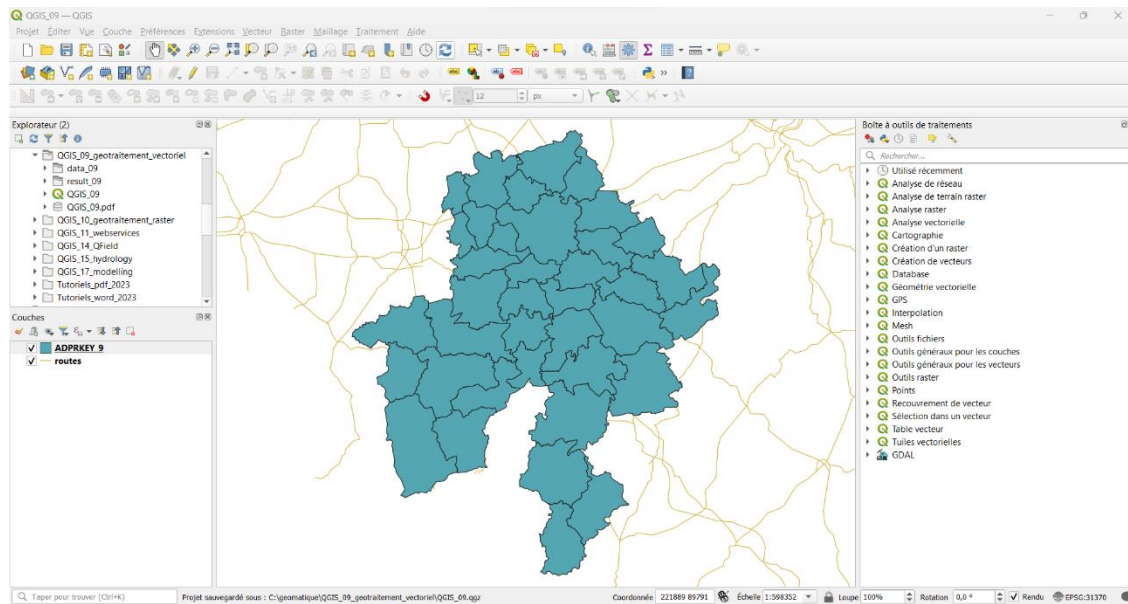 QGIS_09 — QGIS
Projet Éditer Vue Couche Préférences Extensions Vecteur Raster Maillage Traitement Aide
12 px
Explorateur (2)
QGIS_09_geotraitement_vectoriel
data_09
result_09
QGIS_09
QGIS_09.pdf
QGIS_10_geotraitement_raster
QGIS_11_webservices
QGIS_14_QField
QGIS_15_hydrology
QGIS_17_modelling
Tutoriels_pdf_2023
Tutoriels_word_2023
Couches
ADPRKEY 9
routes
Boîte à outils de traitements
Rechercher...
Utilisé récemment
Analyse de réseau
Analyse de terrain raster
Analyse raster
Analyse vectorielle
Cartographie
Création d'un raster
Création de vecteurs
Database
Géométrie vectorielle
GPS
Interpolation
Mesh
Outils fichiers
Outils généraux pour les couches
Outils généraux pour les vecteurs
Outils raster
Points
Recouvrement de vecteur
Sélection dans un vecteur
Table vecteur
Tuiles vectorielles
GDAL
Taper pour trouver (Ctrl+K) Projet sauvegardé sous : C:\geomatique\QGIS_09_geotraitement_vectoriel\QGIS_09.qgz Coordonnée 221889 89791 Échelle 1:598352 Loupe 100% Rotation 0,0 ° Rendu EPSG:31370